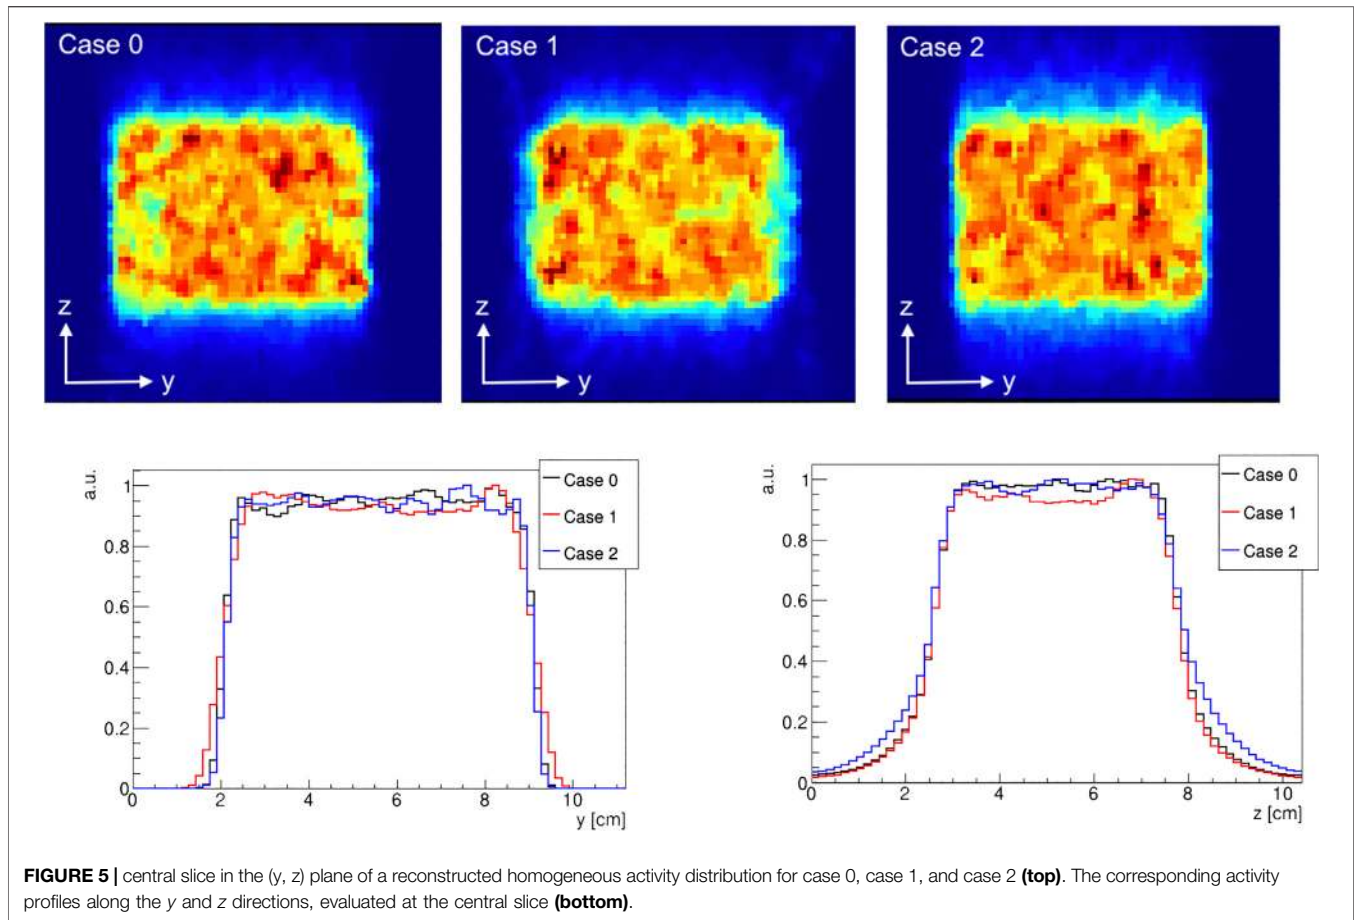 Case 0
Case 1
Case 2
z
y
z
y
z
y
a.u.
1
0.8
0.6
0.4
0.2
0
0
2
4
6
8
10
y [cm]
Case 0
Case 1
Case 2
a.u.
1
0.8
0.6
0.4
0.2
0
0
2
4
6
8
10
z [cm]
Case 0
Case 1
Case 2
FIGURE 5 | central slice in the (y, z) plane of a reconstructed homogeneous activity distribution for case 0, case 1, and case 2 (top). The corresponding activity
profiles along the y and z directions, evaluated at the central slice (bottom).